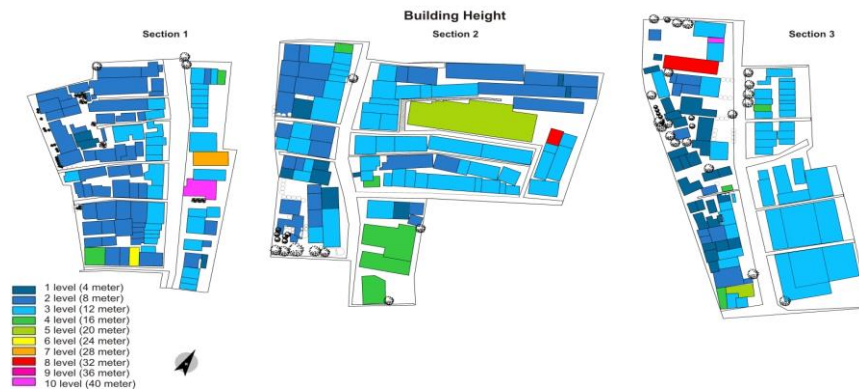 Building Height
Section 1
Section 2
Section 3
1 level (4 meter)
2 level (8 meter)
3 level (12 meter)
4 level (16 meter)
5 level (20 meter)
6 level (24 meter)
7 level (28 meter)
8 level (32 meter)
9 level (36 meter)
10 level (40 meter)